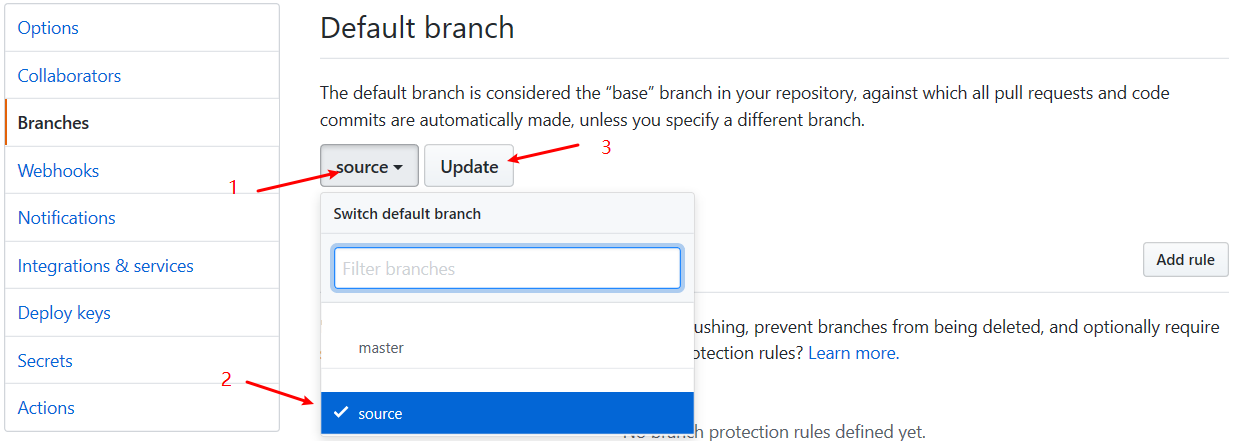 Options
Collaborators
Branches
Webhooks
Notifications
Integrations & services
Deploy keys
Secrets
Actions
Default branch
The default branch is considered the “base” branch in your repository, against which all pull requests and code
commits are automatically made, unless you specify a different branch.
1
source
Update
3
Switch default branch
Filter branches
Add rule
master
ushing, prevent branches from being deleted, and optionally require
otection rules? Learn more.
2
source
No branch protection rules defined yet.